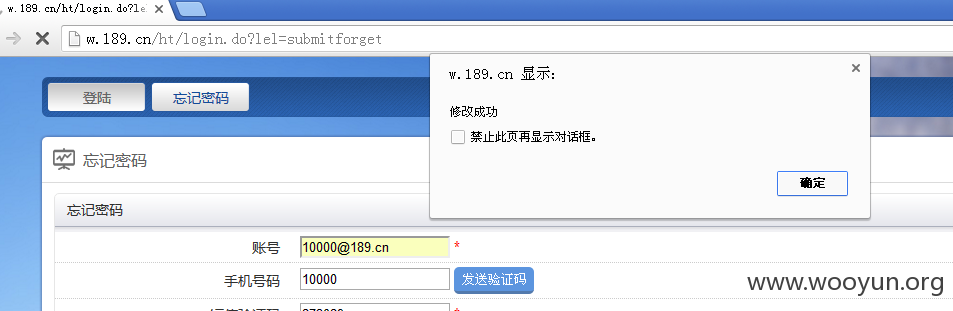 w.189.cn/ht/login.do?le
w.189.cn/ht/login.do?lel=submitforget
w.189.cn 显示:
修改成功
禁止此页再显示对话框。
确定
登陆 忘记密码
忘记密码
忘记密码
账号 10000@189.cn *
手机号码 10000 发送验证码
www.wooyun.org